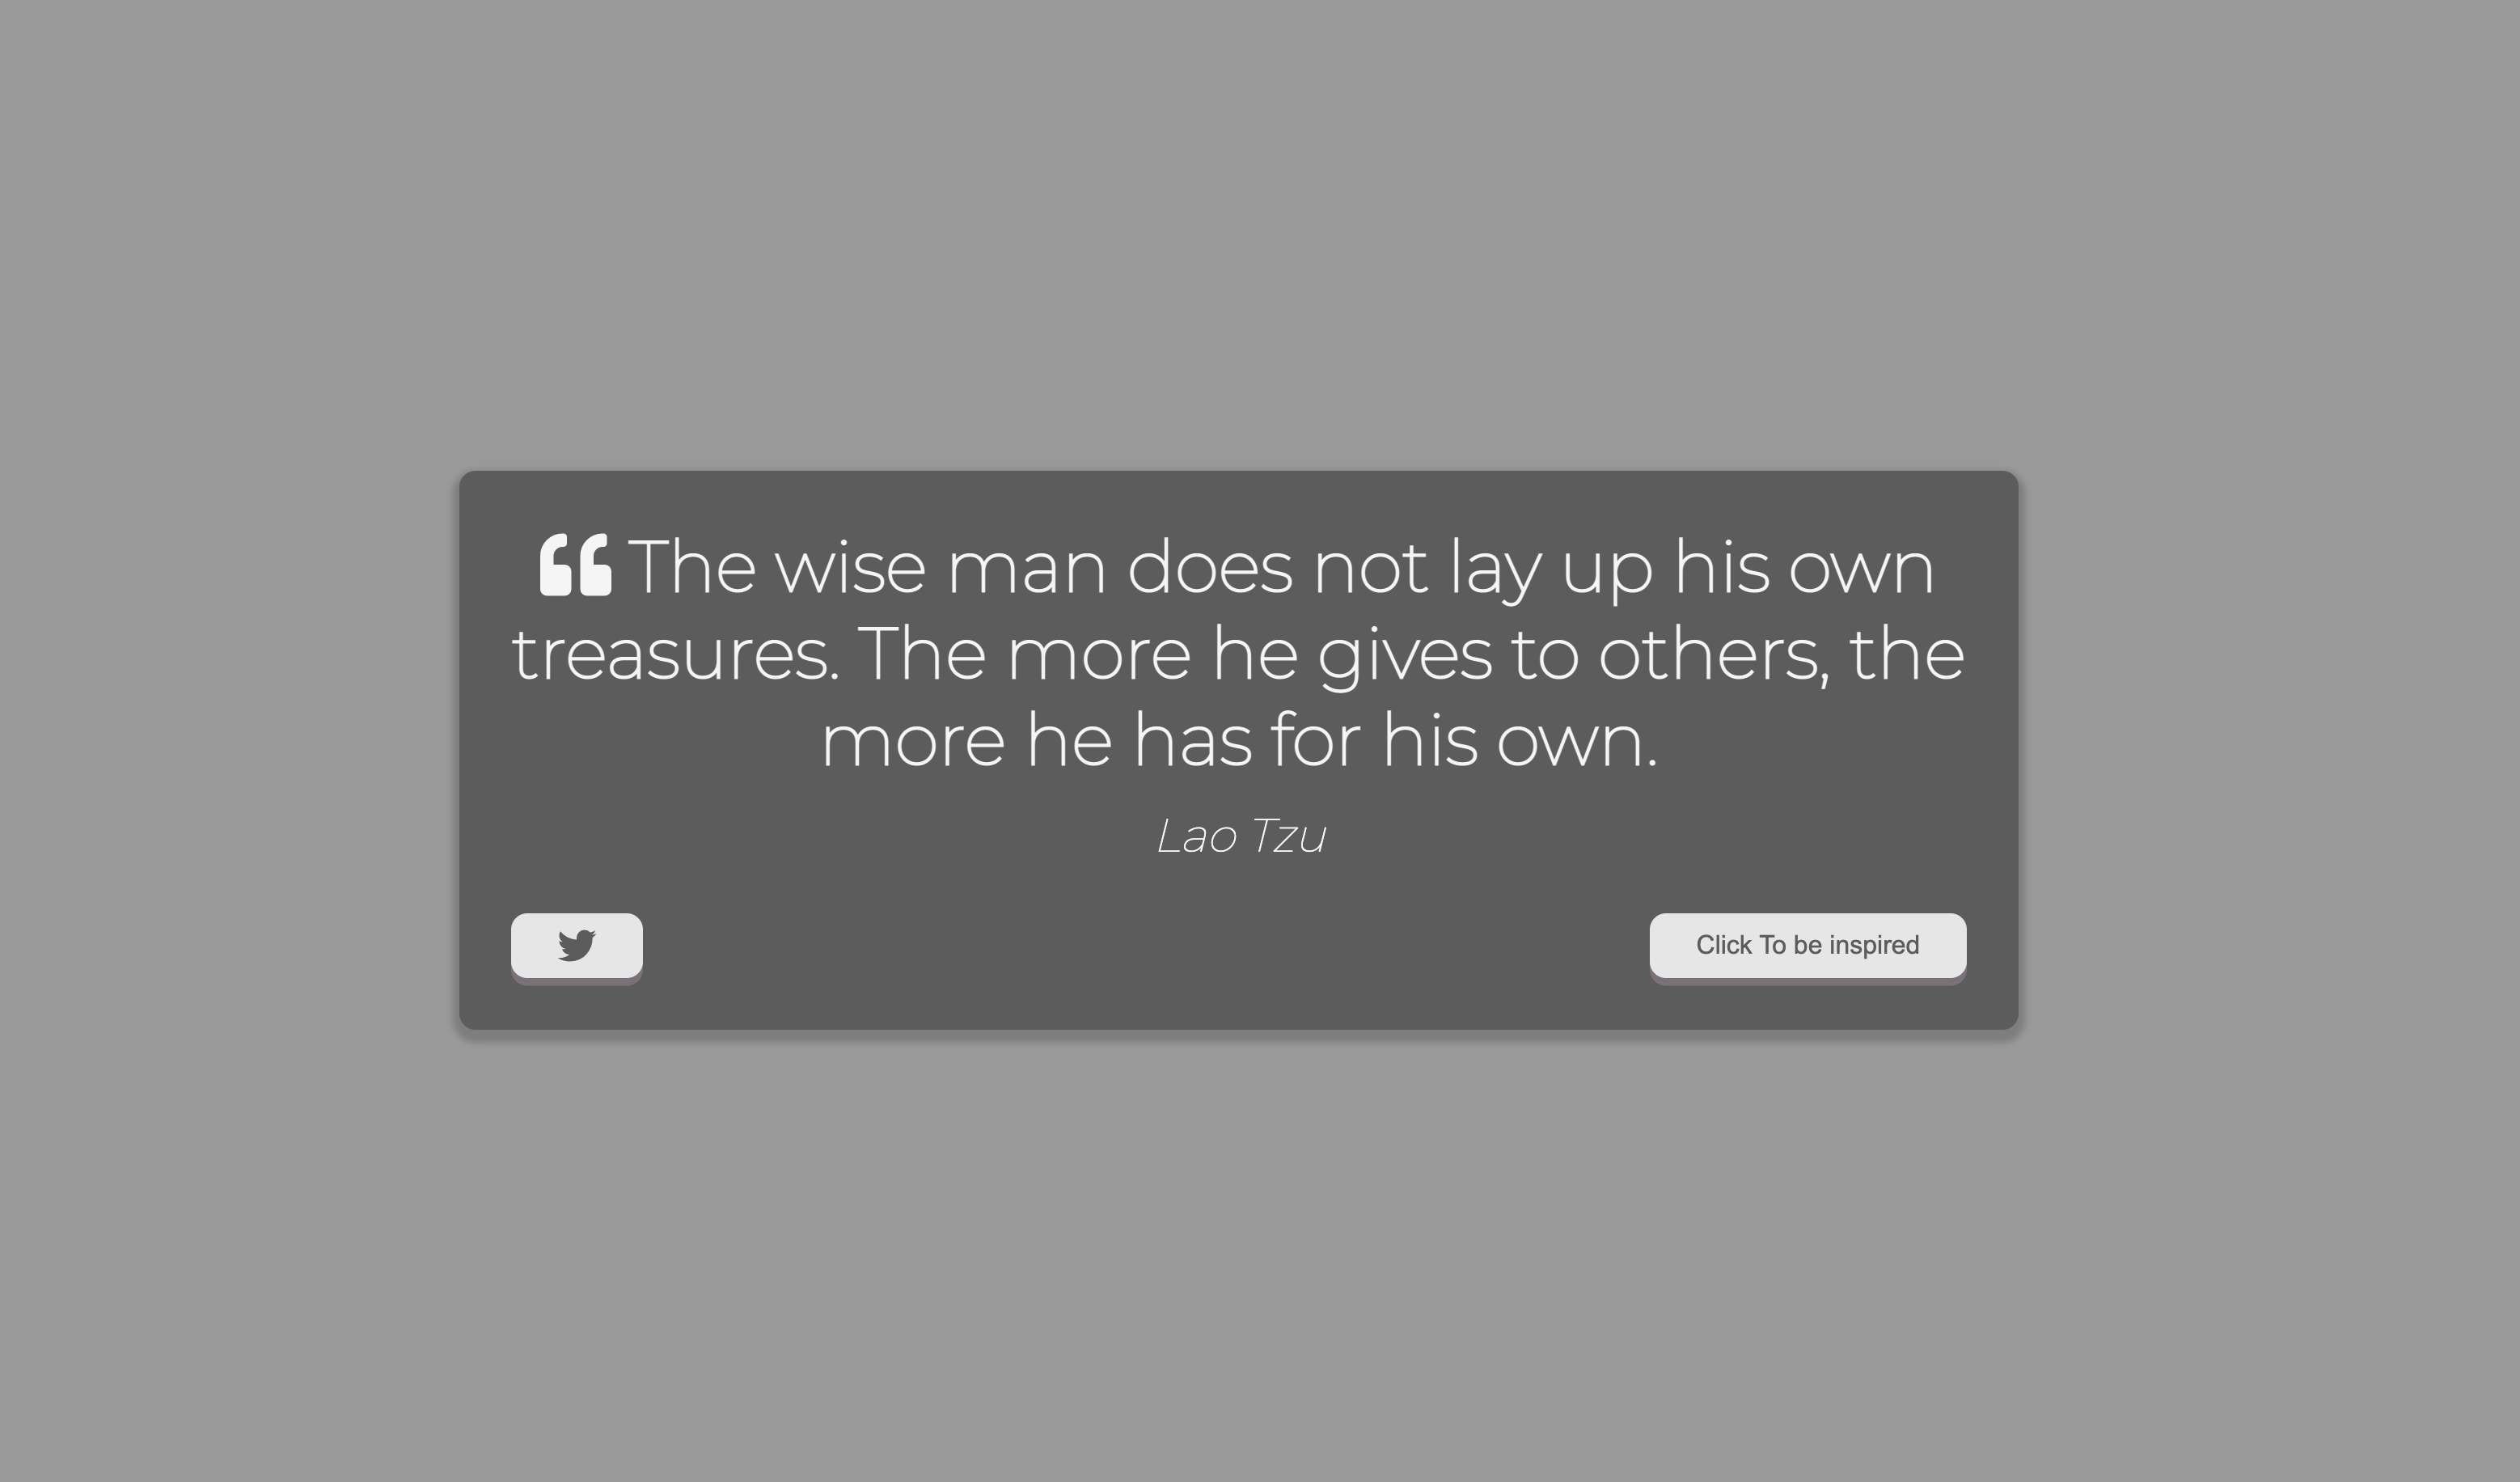 “The wise man does not lay up his own
treasures. The more he gives to others, the
more he has for his own.
Lao Tzu
Click To be inspired